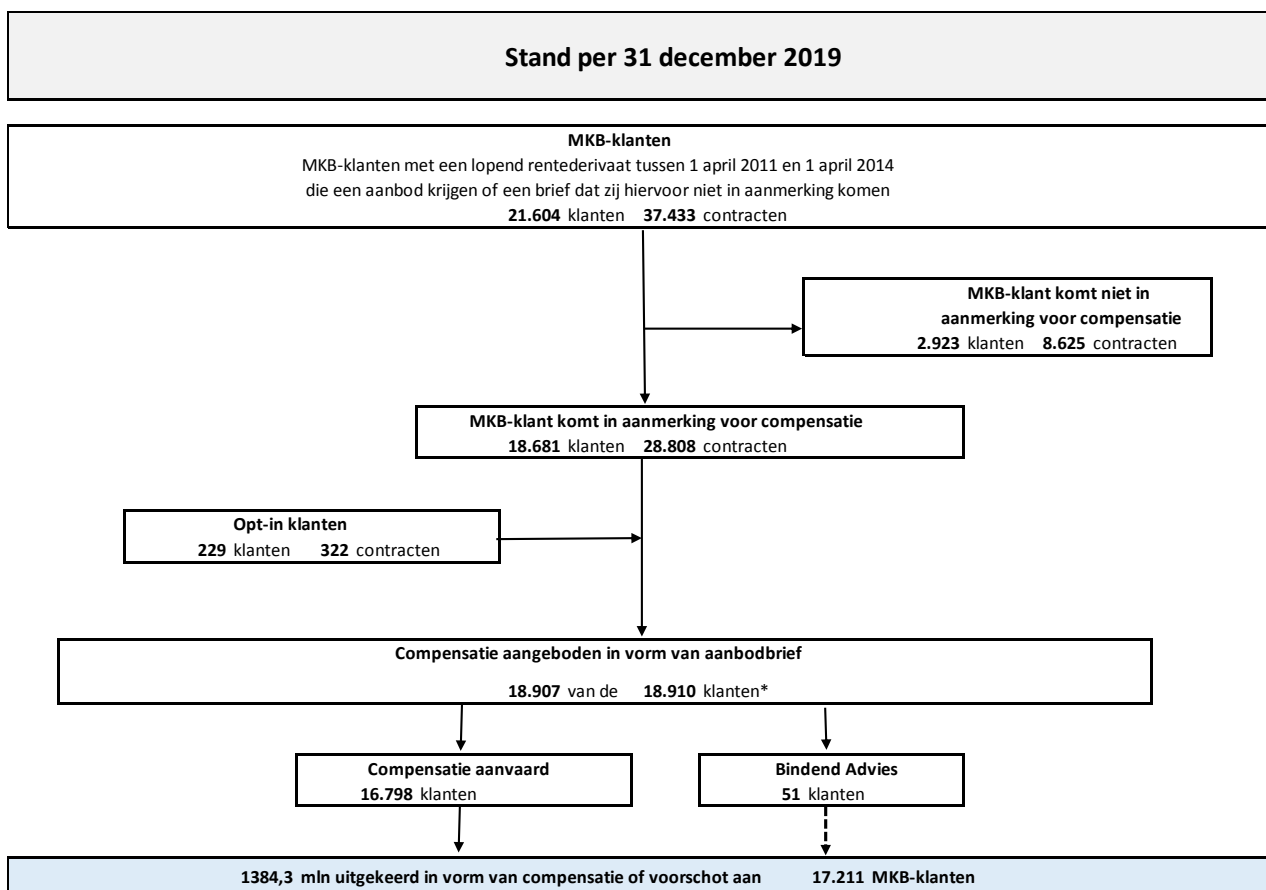 Stand per 31 december 2019
MKB-klanten
MKB-klanten met een lopend rentederivaat tussen 1 april 2011 en 1 april 2014
die een aanbod krijgen of een brief dat zij hiervoor niet in aanmerking komen
21.604 klanten 37.433 contracten
MKB-klant komt niet in
aanmerking voor compensatie
2.923 klanten 8.625 contracten
MKB-klant komt in aanmerking voor compensatie
18.681 klanten 28.808 contracten
Opt-in klanten
229 klanten 322 contracten
Compensatie aangeboden in vorm van aanbodbrief
18.907 van de 18.910 klanten*
Compensatie aanvaard
16.798 klanten
Bindend Advies
51 klanten
1384,3 mln uitgekeerd in vorm van compensatie of voorschot aan 17.211 MKB-klanten